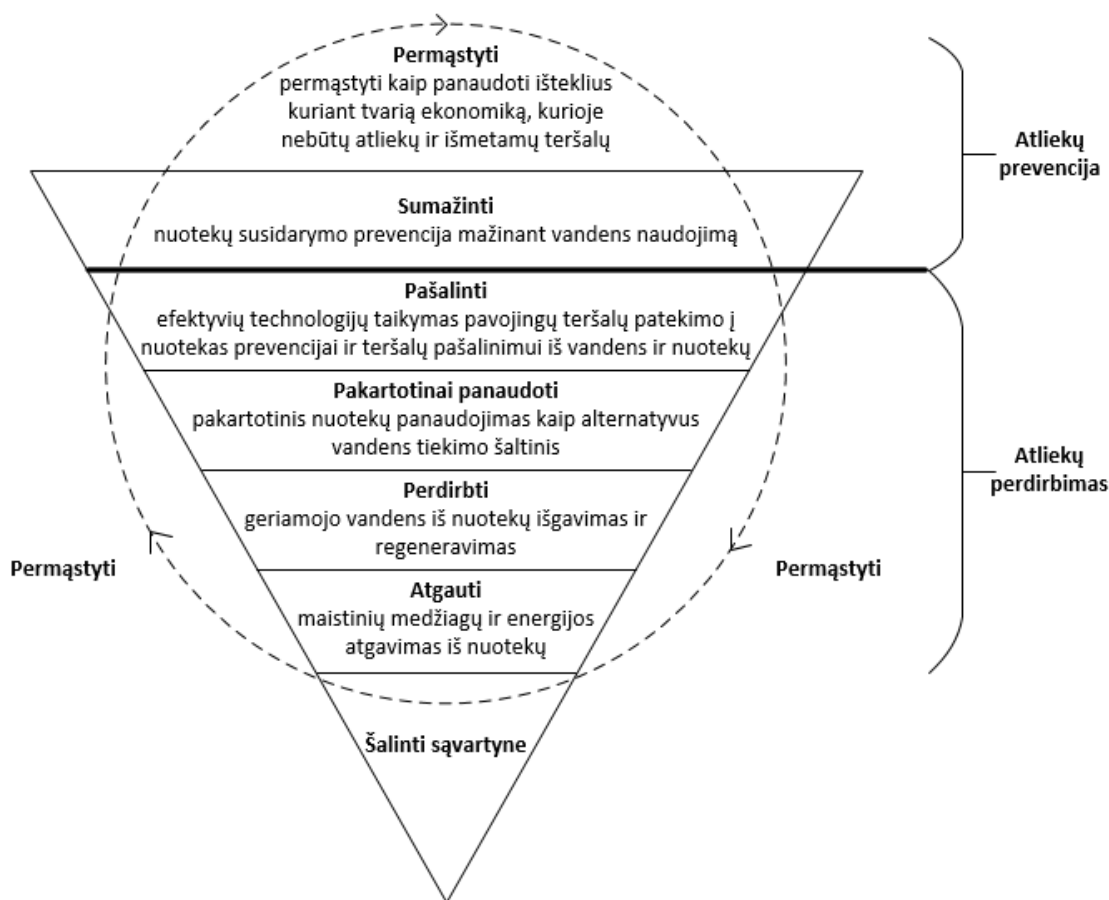 Permąstyti
permąstyti kaip panaudoti išteklius
kuriant tvarią ekonomiką, kurioje
nebūtų atliekų ir išmetamų teršalų
Atliekų
prevencija
Sumažinti
nuotekų susidarymo prevencija mažinant vandens naudojimą
Pašalinti
efektyvių technologijų taikymas pavojingų teršalų patekimo į
nuotekas prevencijai ir teršalų pašalinimui iš vandens ir nuotekų
Pakartotinai panaudoti
pakartotinis nuotekų panaudojimas kaip alternatyvus
vandens tiekimo šaltinis
Atliekų
perdirbimas
Perdirbti
geriamojo vandens iš nuotekų išgavimas ir
regeneravimas
Permąstyti
Permąstyti
Atgauti
maistinių medžiagų ir energijos
atgavimas iš nuotekų
Šalinti sąvartyne